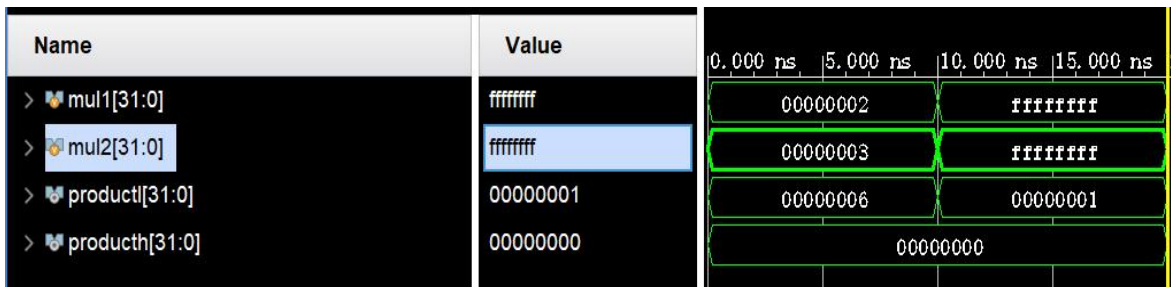 Name Value
0.000 ns 5.000 ns 10.000 ns 15.000 ns
mul1[31:0] ffffffff 00000002 ffffffff
mul2[31:0] ffffffff 00000003 ffffffff
productl[31:0] 00000001 00000006 00000001
producth[31:0] 00000000 00000000